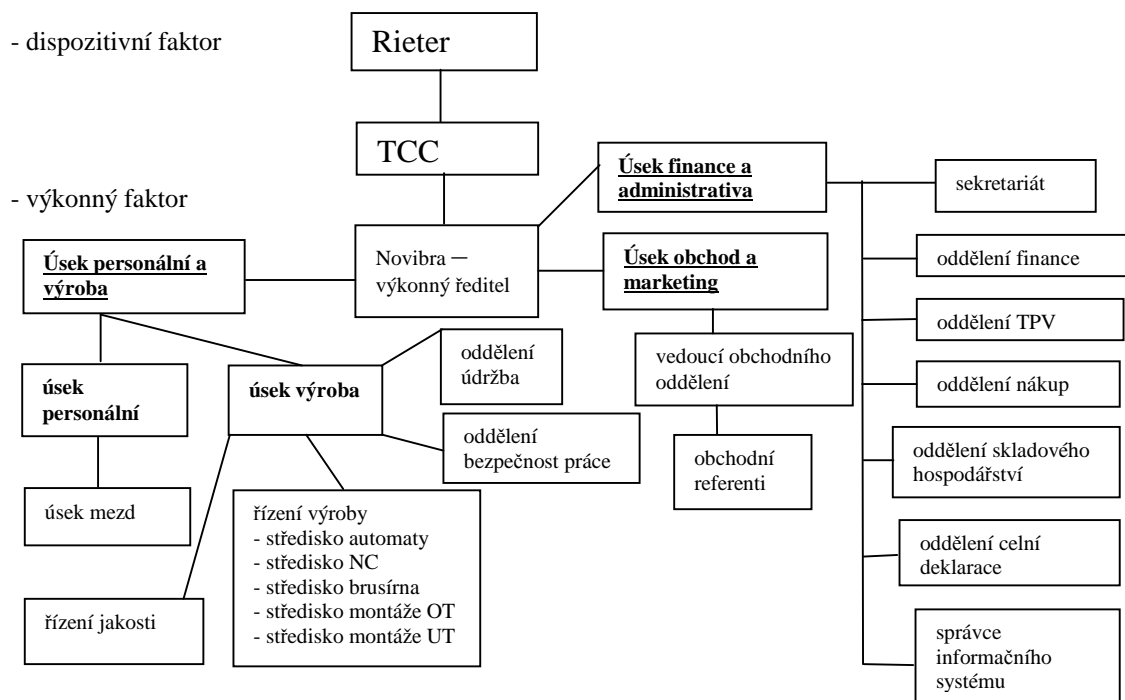 - dispozitivní faktor
Rieter
TCC
- výkonný faktor
Úsek finance a
administrativa
sekretariát
Úsek personální a
výroba
Novibra –
výkonný ředitel
Úsek obchod a
marketing
oddělení finance
oddělení TPV
oddělení nákup
oddělení skladového
hospodářství
oddělení celní
deklarace
správce
informačního
systému
úsek
personální
úsek výroba
oddělení
údržba
oddělení
bezpečnost práce
vedoucí obchodního
oddělení
obchodní
referenti
úsek mezd
řízení jakosti
řízení výroby
- středisko automaty
- středisko NC
- středisko brusírna
- středisko montáže OT
- středisko montáže UT